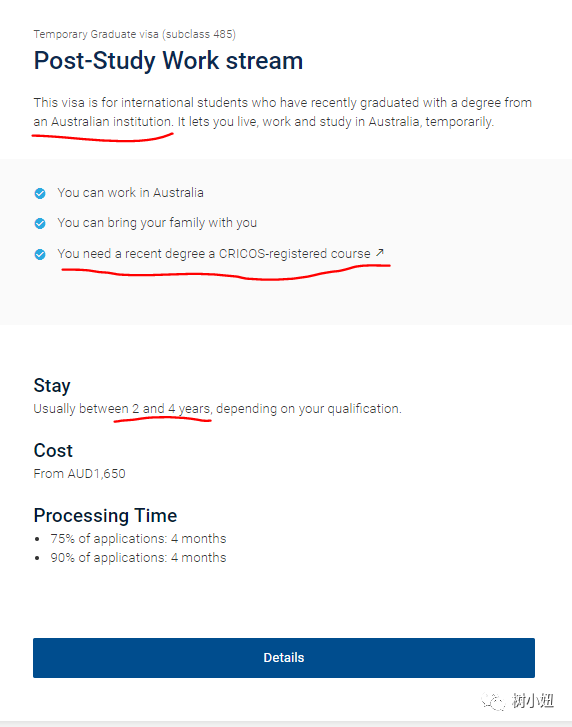 Temporary Graduate visa (subclass 485)
Post-Study Work stream
This visa is for international students who have recently graduated with a degree from
an Australian institution. It lets you live, work and study in Australia, temporarily.
You can work in Australia
You can bring your family with you
You need a recent degree a CRICOS-registered course ↗
Stay
Usually between 2 and 4 years, depending on your qualification.
Cost
From AUD1,650
Processing Time
• 75% of applications: 4 months
• 90% of applications: 4 months
Details
树小妞